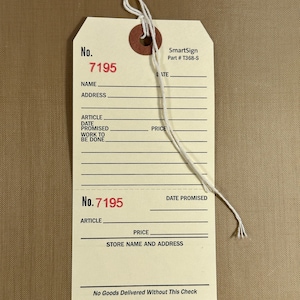 No. SmartSign
Part # T368-S
7195
DATE
NAME
ADDRESS
ARTICLE
DATE
PROMISED PRICE
WORK TO
BE DONE
No. 7195 DATE PROMISED
ARTICLE
PRICE
STORE NAME AND ADDRESS
No Goods Delivered Without This Check